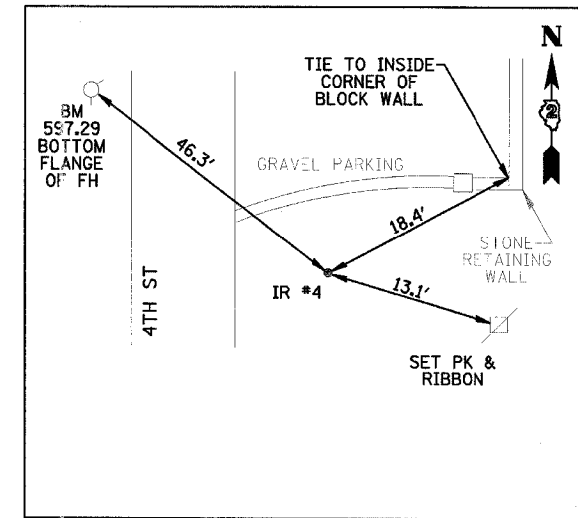 N
TIE TO INSIDE
CORNER OF
BLOCK WALL
2
BM
597.29
BOTTOM
FLANGE
OF FH
46.3'
GRAVEL PARKING
18.4'
STONE
RETAINING
WALL
IR #4
13.1'
4TH ST
SET PK &
RIBBON